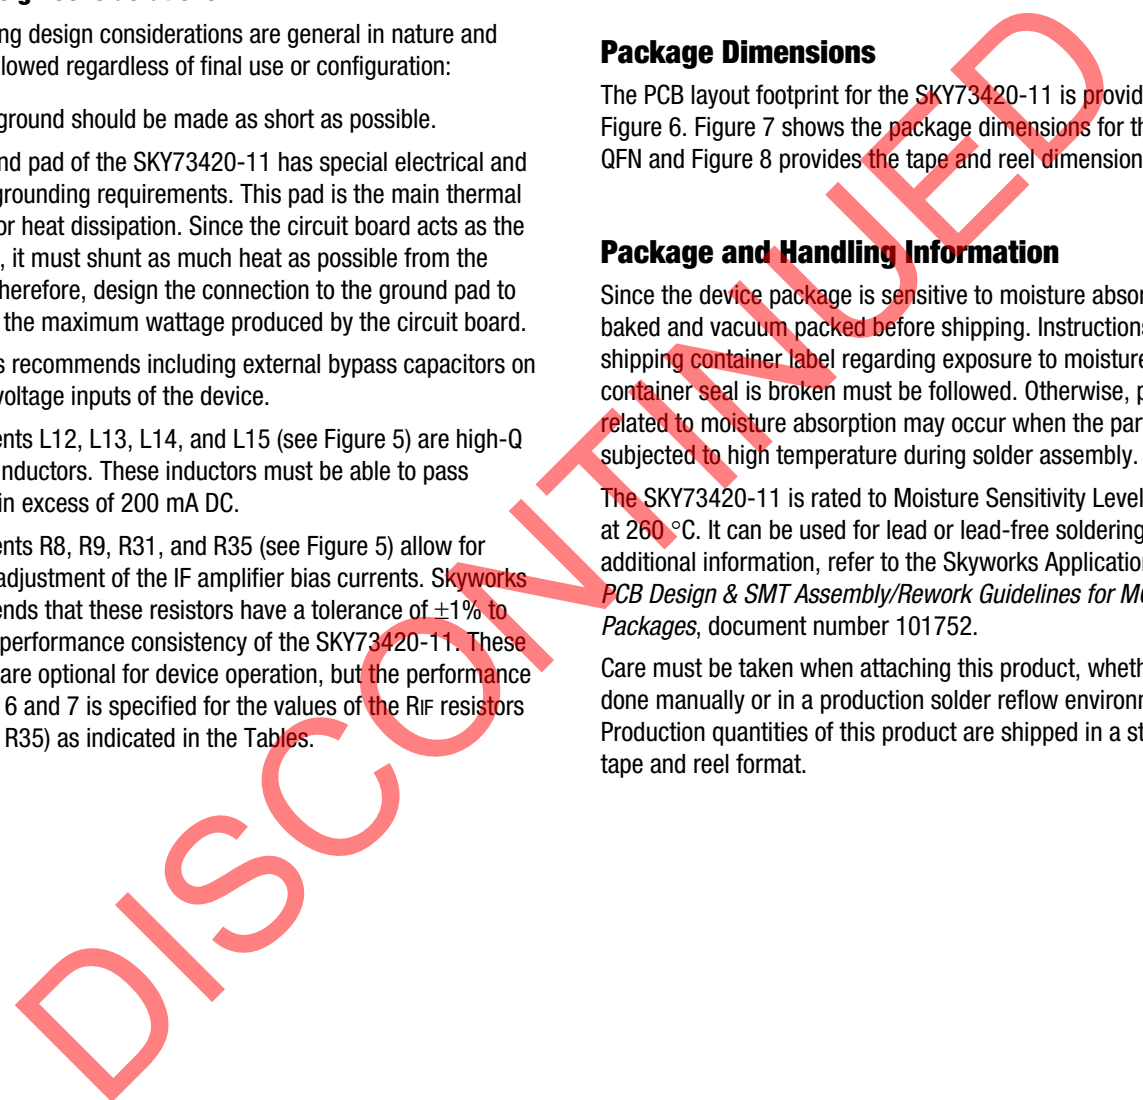 ng design considerations are general in nature and
lowed regardless of final use or configuration:
ground should be made as short as possible.
nd pad of the SKY73420-11 has special electrical and
grounding requirements. This pad is the main thermal
or heat dissipation. Since the circuit board acts as the
, it must shunt as much heat as possible from the
herefore, design the connection to the ground pad to
the maximum wattage produced by the circuit board.
s recommends including external bypass capacitors on
voltage inputs of the device.
ents L12, L13, L14, and L15 (see Figure 5) are high-Q
nductors. These inductors must be able to pass
in excess of 200 mA DC.
ents R8, R9, R31, and R35 (see Figure 5) allow for
adjustment of the IF amplifier bias currents. Skyworks
ends that these resistors have a tolerance of ±1% to
performance consistency of the SKY73420-11. These
are optional for device operation, but the performance
6 and 7 is specified for the values of the RIF resistors
R35) as indicated in the Tables.
Package Dimensions
The PCB layout footprint for the SKY73420-11 is provid
Figure 6. Figure 7 shows the package dimensions for th
QFN and Figure 8 provides the tape and reel dimension
Package and Handling Information
Since the device package is sensitive to moisture absor
baked and vacuum packed before shipping. Instructions
shipping container label regarding exposure to moisture
container seal is broken must be followed. Otherwise, p
related to moisture absorption may occur when the par
subjected to high temperature during solder assembly.
The SKY73420-11 is rated to Moisture Sensitivity Level
at 260 °C. It can be used for lead or lead-free soldering
additional information, refer to the Skyworks Application
PCB Design & SMT Assembly/Rework Guidelines for M
Packages, document number 101752.
Care must be taken when attaching this product, wheth
done manually or in a production solder reflow environm
Production quantities of this product are shipped in a st
tape and reel format.
DISCONTINUED